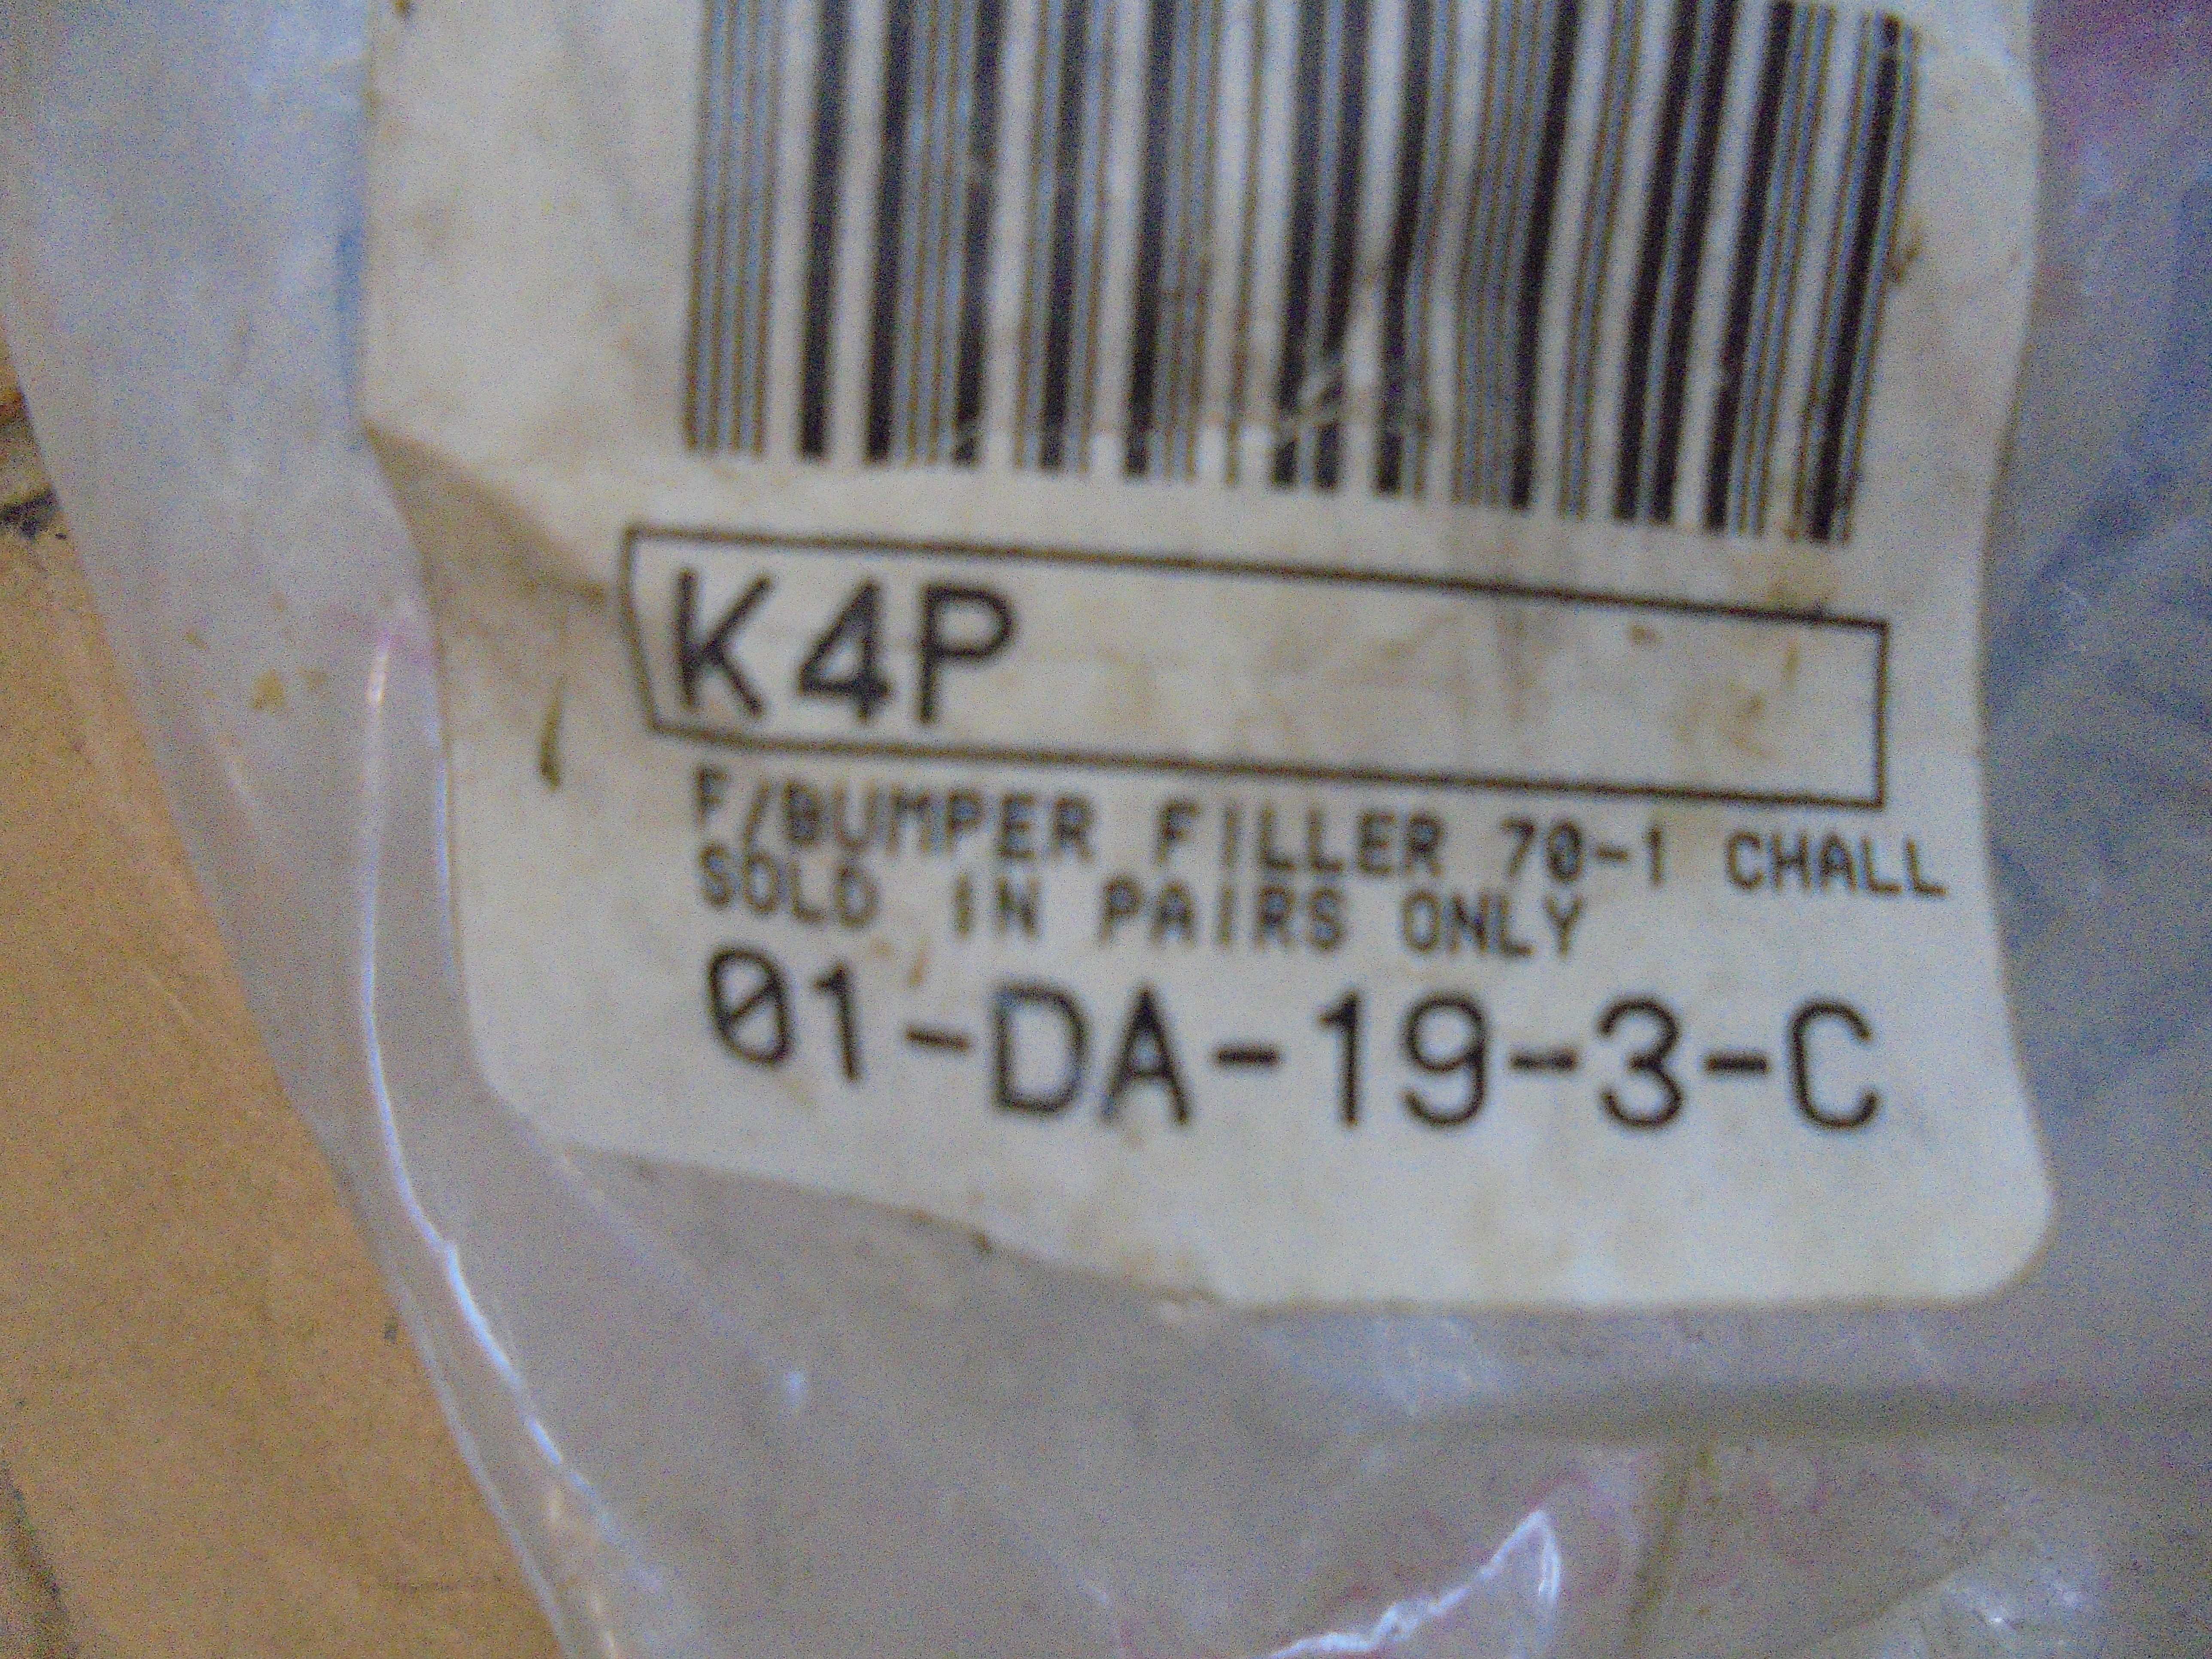 K4P
F/BUMPER FILLER 70-1 CHALL
SOLD IN PAIRS ONLY
01-DA-19-3-C